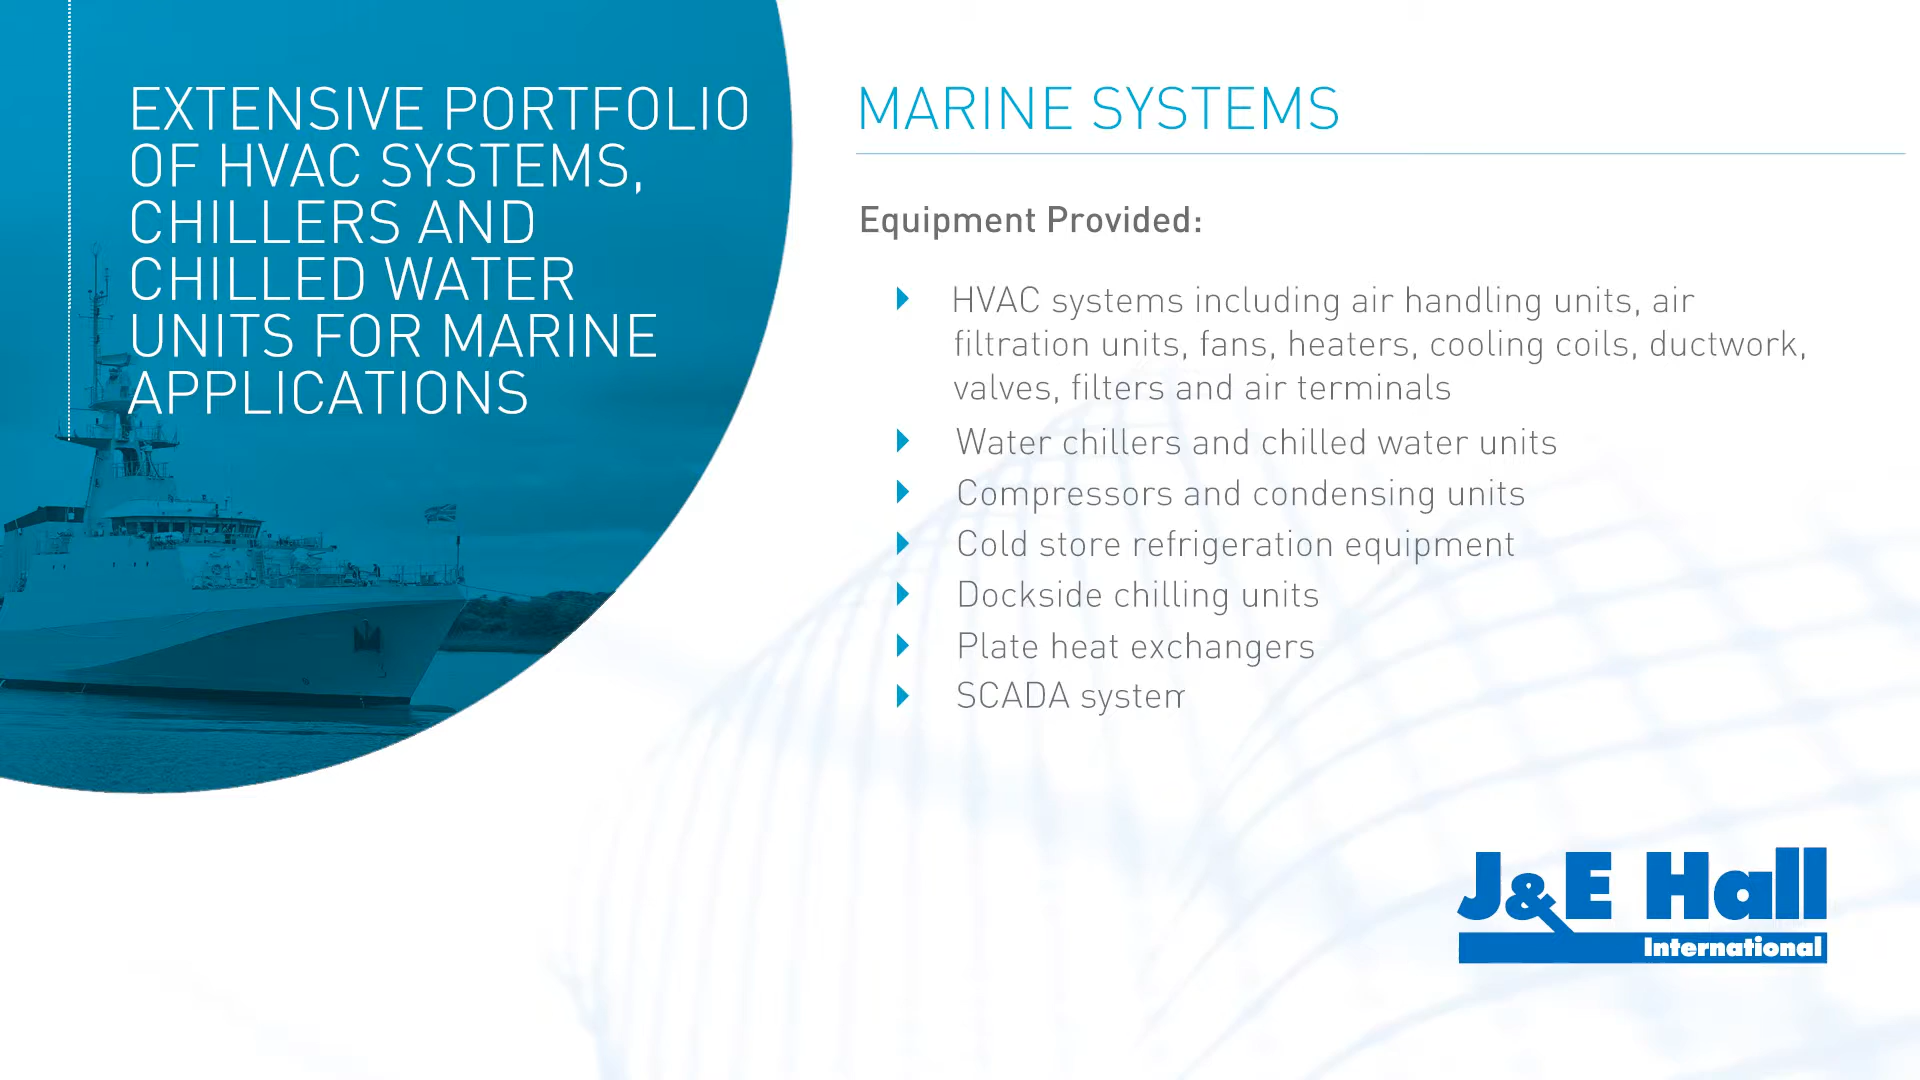 EXTENSIVE PORTFOLIO
OF HVAC SYSTEMS,
CHILLERS AND
CHILLED WATER
UNITS FOR MARINE
APPLICATIONS
MARINE SYSTEMS
Equipment Provided:
HVAC systems including air handling units, air
filtration units, fans, heaters, cooling coils, ductwork,
valves, filters and air terminals
Water chillers and chilled water units
Compressors and condensing units
Cold store refrigeration equipment
Dockside chilling units
Plate heat exchangers
SCADA system
J&E Hall
International